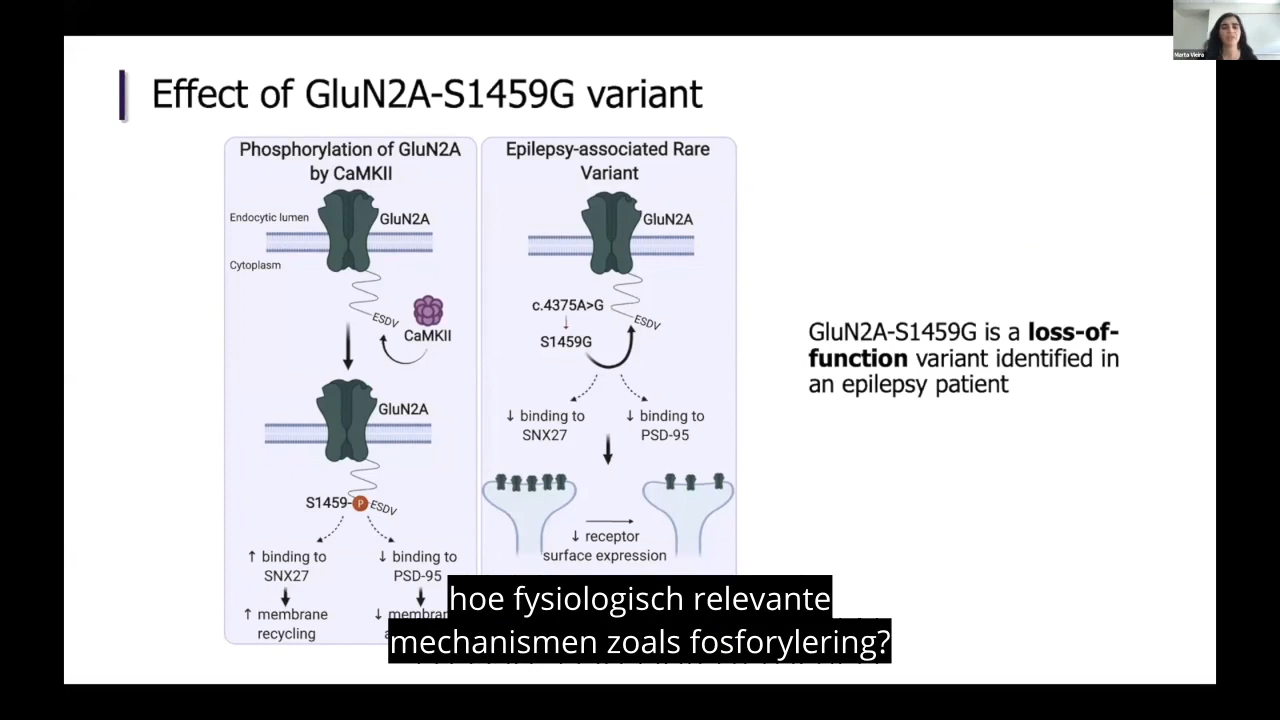 Marta Vieira
Effect of GluN2A-S1459G variant
Phosphorylation of GluN2A
by CaMKII
Endocytic lumen
GluN2A
Cytoplasm
ESDV
CaMKII
GluN2A
S1459-P
ESDV
↑ binding to
SNX27
↓ binding to
PSD-95
↑ membrane
recycling
↓
Epilepsy-associated Rare
Variant
GluN2A
c.4375A>G
↓
S1459G
ESDV
↓ binding to
SNX27
↓ binding to
PSD-95
↓ receptor
surface expression
GluN2A-S1459G is a loss-of-
function variant identified in
an epilepsy patient
hoe fysiologisch relevante
mechanismen zoals fosforylering?